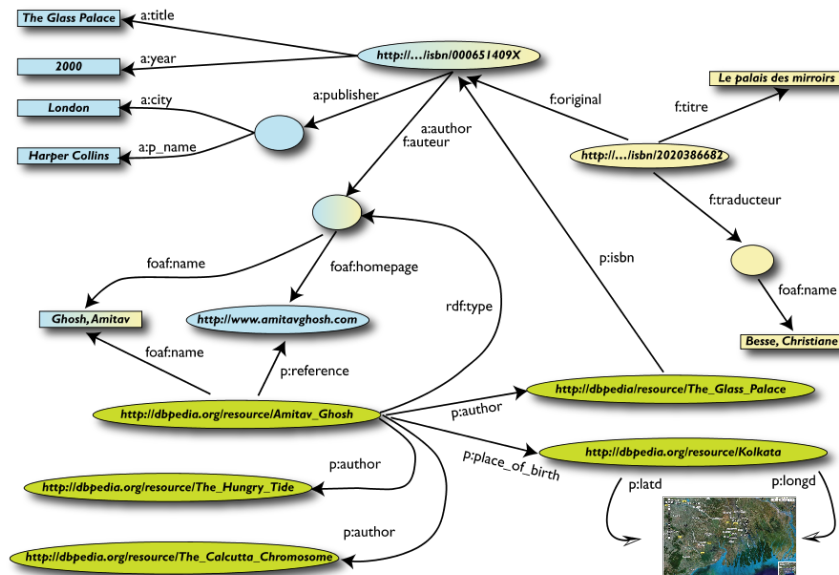 The Glass Palace
a:title
http://.../isbn/000651409X
2000
a:year
Le palais des mirroirs
London
a:city
a:publisher
f:original
f:titre
a:author
f:auteur
Harper Collins
a:p_name
http://.../isbn/2020386682
f:traducteur
foaf:name
foaf:homepage
p:isbn
foaf:name
Ghosh, Amitav
http://www.amitavghosh.com
rdf:type
Besse, Christiane
foaf:name
p:reference
http://dbpedia/resource/The_Glass_Palace
http://dbpedia.org/resource/Amitav_Ghosh
p:author
p:author
p:place_of_birth
http://dbpedia.org/resource/Kolkata
http://dbpedia.org/resource/The_Hungry_Tide
p:latd
p:longd
p:author
http://dbpedia.org/resource/The_Calcutta_Chromosome